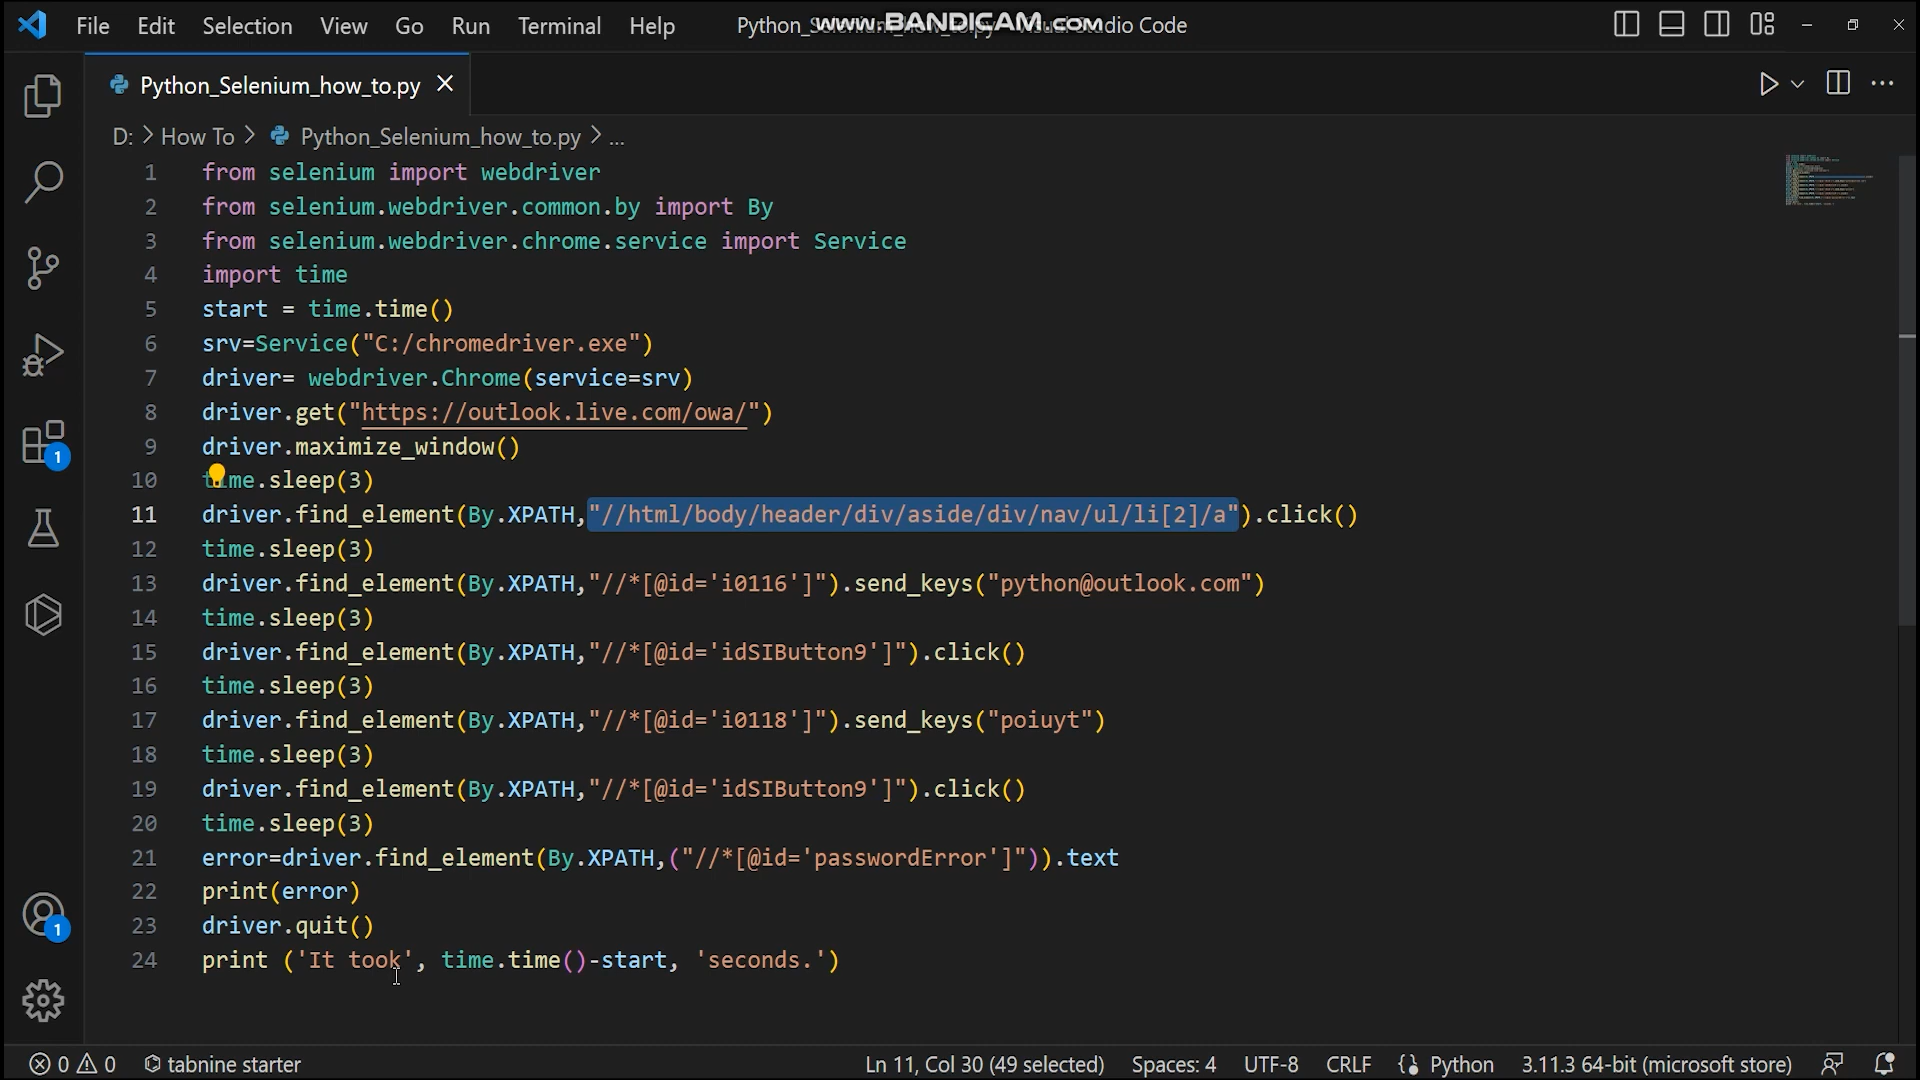 File Edit Selection View Go Run Terminal Help
www.BANDICAM.com
Python_Selenium_how_to.py
D: > How To > Python_Selenium_how_to.py > ...
1 from selenium import webdriver
2 from selenium.webdriver.common.by import By
3 from selenium.webdriver.chrome.service import Service
4 import time
5 start = time.time()
6 srv=Service("C:/chromedriver.exe")
7 driver= webdriver.Chrome(service=srv)
8 driver.get("https://outlook.live.com/owa/")
9 driver.maximize_window()
10 time.sleep(3)
11 driver.find_element(By.XPATH,"//html/body/header/div/aside/div/nav/ul/li[2]/a").click()
12 time.sleep(3)
13 driver.find_element(By.XPATH,"//*[@id='i0116']").send_keys("python@outlook.com")
14 time.sleep(3)
15 driver.find_element(By.XPATH,"//*[@id='idSIButton9']").click()
16 time.sleep(3)
17 driver.find_element(By.XPATH,"//*[@id='i0118']").send_keys("poiuyt")
18 time.sleep(3)
19 driver.find_element(By.XPATH,"//*[@id='idSIButton9']").click()
20 time.sleep(3)
21 error=driver.find_element(By.XPATH,("//*[@id='passwordError']")).text
22 print(error)
23 driver.quit()
24 print ('It took', time.time()-start, 'seconds.')
1
1
0 0 tabnine starter Ln 11, Col 30 (49 selected) Spaces: 4 UTF-8 CRLF Python 3.11.3 64-bit (microsoft store)